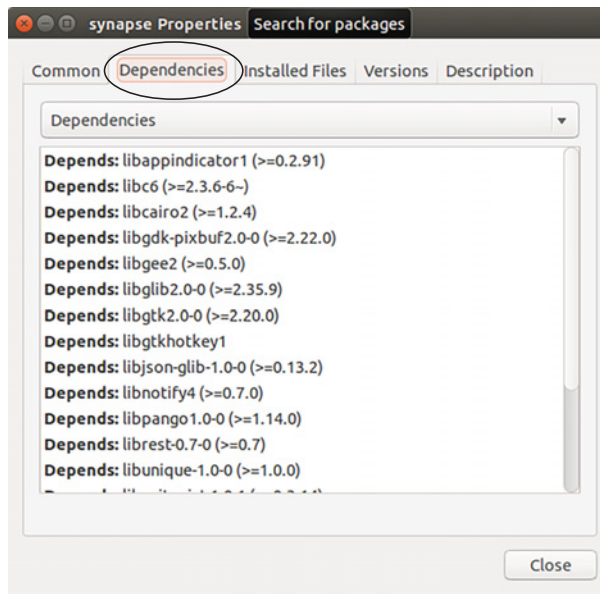 synapse Properties Search for packages
Common Dependencies Installed Files Versions Description
Dependencies
Depends: libappindicator1 (>=0.2.91)
Depends: libc6 (>=2.3.6-6~)
Depends: libcairo2 (>=1.2.4)
Depends: libgdk-pixbuf2.0-0 (>=2.22.0)
Depends: libgee2 (>=0.5.0)
Depends: libglib2.0-0 (>=2.35.9)
Depends: libgtk2.0-0 (>=2.20.0)
Depends: libgtkhotkey1
Depends: libjson-glib-1.0-0 (>=0.13.2)
Depends: libnotify4 (>=0.7.0)
Depends: libpango1.0-0 (>=1.14.0)
Depends: librest-0.7-0 (>=0.7)
Depends: libunique-1.0-0 (>=1.0.0)
Close